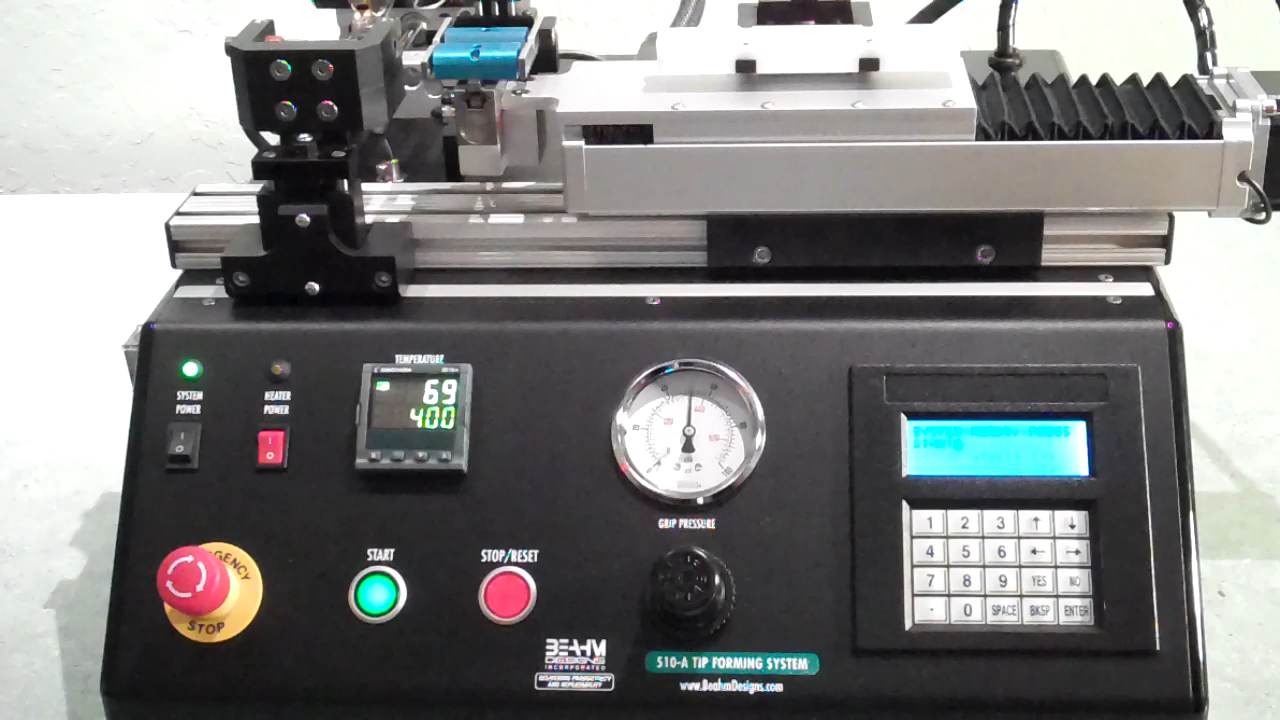 TEMPERATURE
69
400
SYSTEM
POWER
HEATER
POWER
GRIP PRESSURE
1 2 3 ↑ ↓
4 5 6 ← →
7 8 9 YES NO
· 0 SPACE BKSP ENTER
EMERGENCY
STOP
START
STOP/RESET
BEAHM
DESIGNS
INCORPORATED
510-A TIP FORMING SYSTEM
www.BeahmDesigns.com